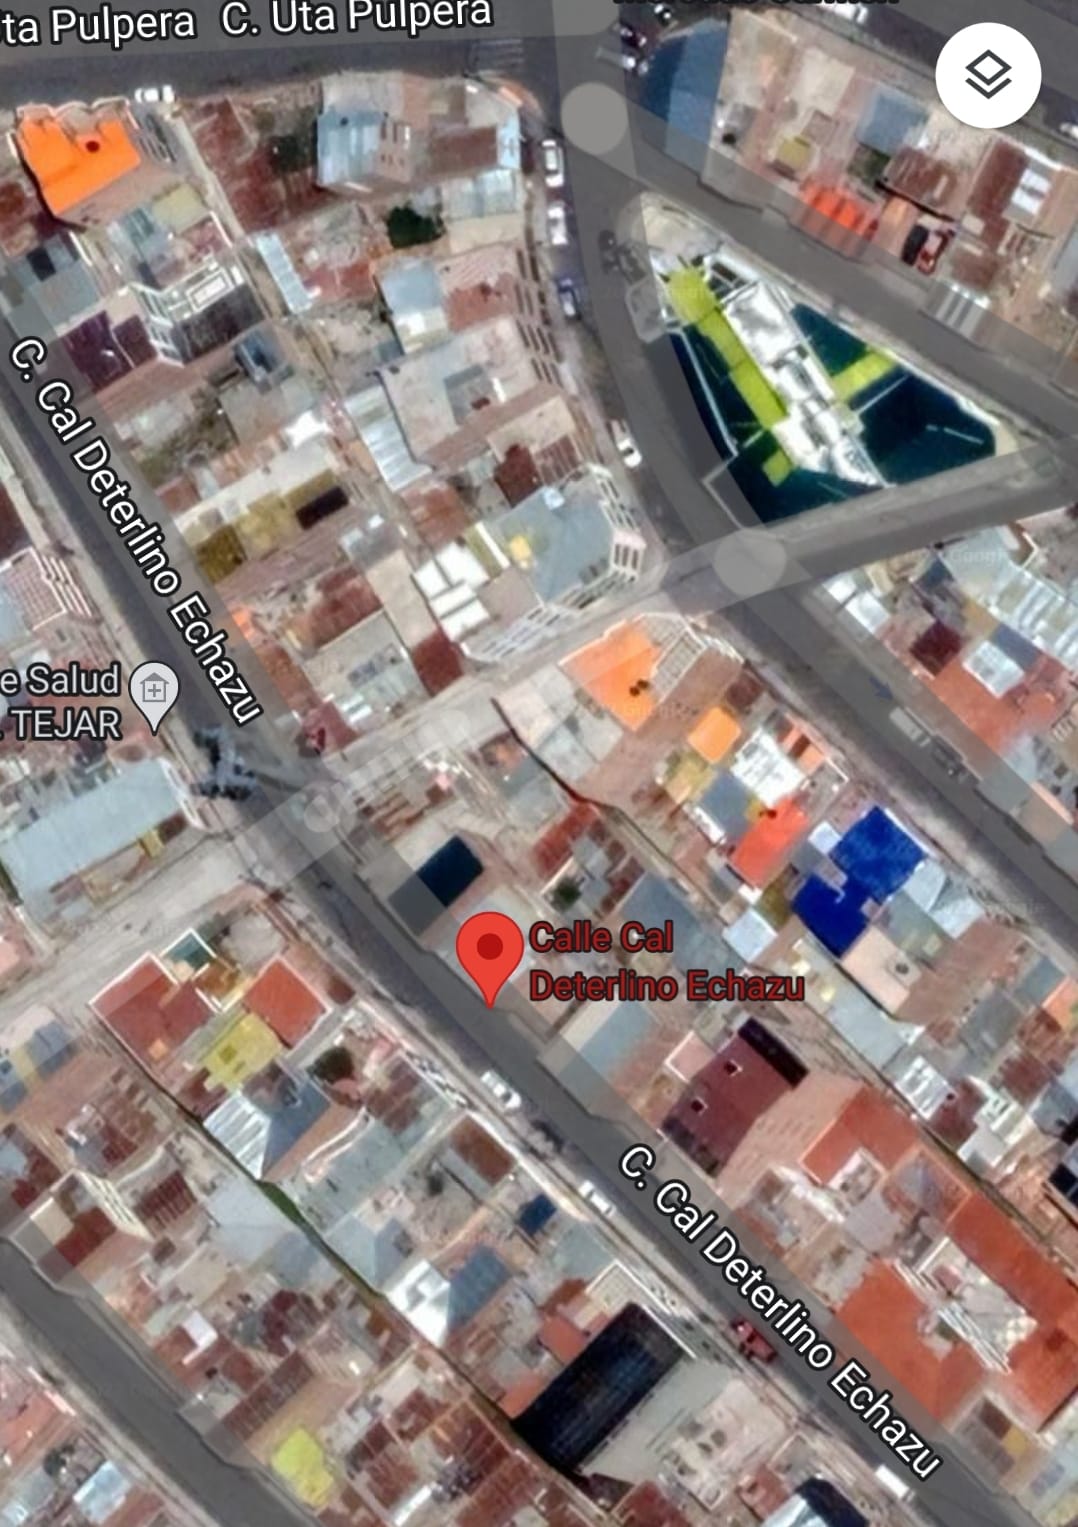 ta Pulpera C. Uta Pulpera
C. Cal Deterlino Echazu
e Salud
TEJAR
Calle Cal
Deterlino Echazu
C. Cal Deterlino Echazu